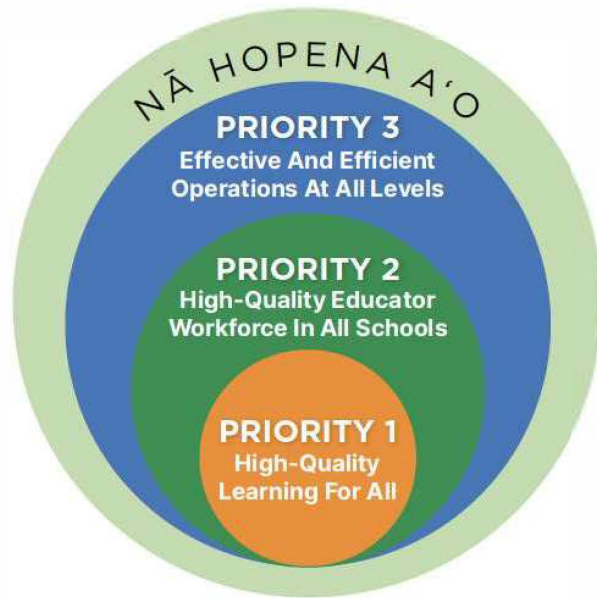 NĀ HOPENA AʻO
PRIORITY 3
Effective And Efficient
Operations At All Levels
PRIORITY 2
High-Quality Educator
Workforce In All Schools
PRIORITY 1
High-Quality
Learning For All